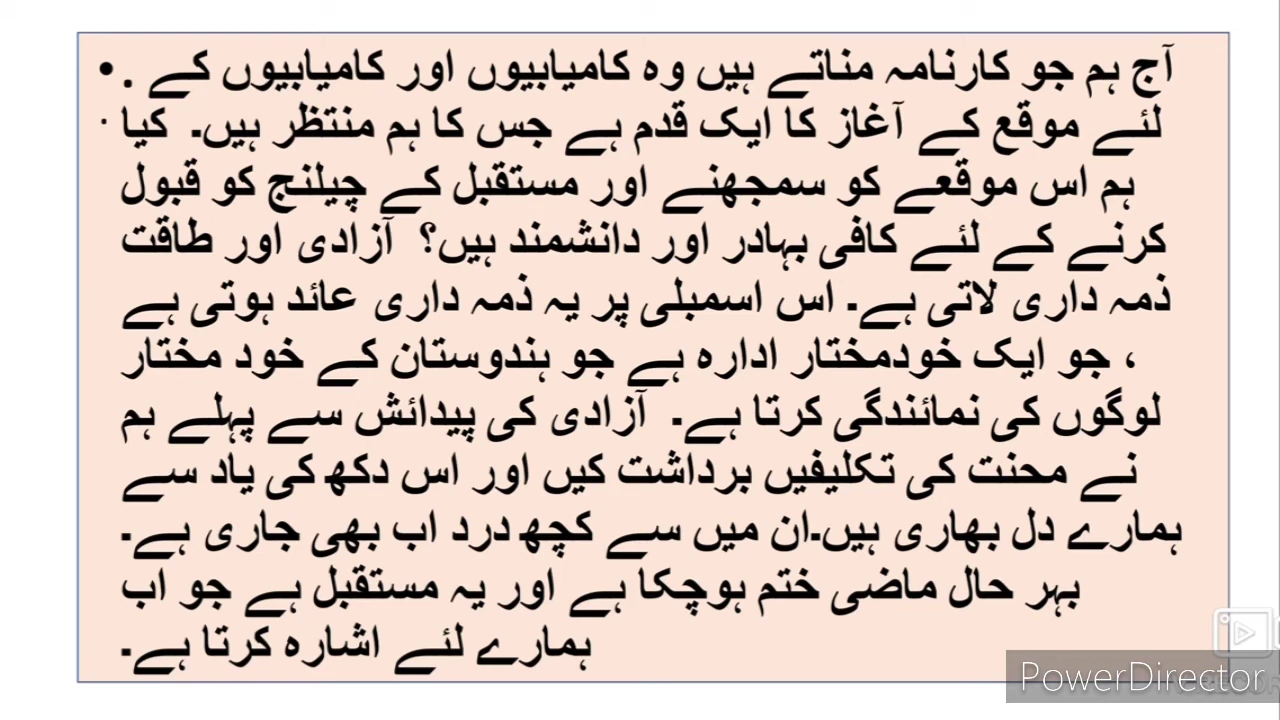 • آج ہم جو کارنامہ مناتے ہیں وہ کامیابیوں اور کامیابیوں کے .
لئے موقع کے آغاز کا ایک قدم ہے جس کا ہم منتظر ہیں۔ کیا
ہم اس موقعے کو سمجھنے اور مستقبل کے چیلنج کو قبول
کرنے کے لئے کافی بہادر اور دانشمند ہیں؟ آزادی اور طاقت
ذمہ داری لاتی ہے۔ اس اسمبلی پر یہ ذمہ داری عائد ہوتی ہے
، جو ایک خودمختار ادارہ ہے جو ہندوستان کے خود مختار
لوگوں کی نمائندگی کرتا ہے۔ آزادی کی پیدائش سے پہلے ہم
نے محنت کی تکلیفیں برداشت کیں اور اس دکھ کی یاد سے
ہمارے دل بھاری ہیں۔ان میں سے کچھ درد اب بھی جاری ہے۔
بہر حال ماضی ختم ہوچکا ہے اور یہ مستقبل ہے جو اب
ہمارے لئے اشارہ کرتا ہے۔
PowerDirector